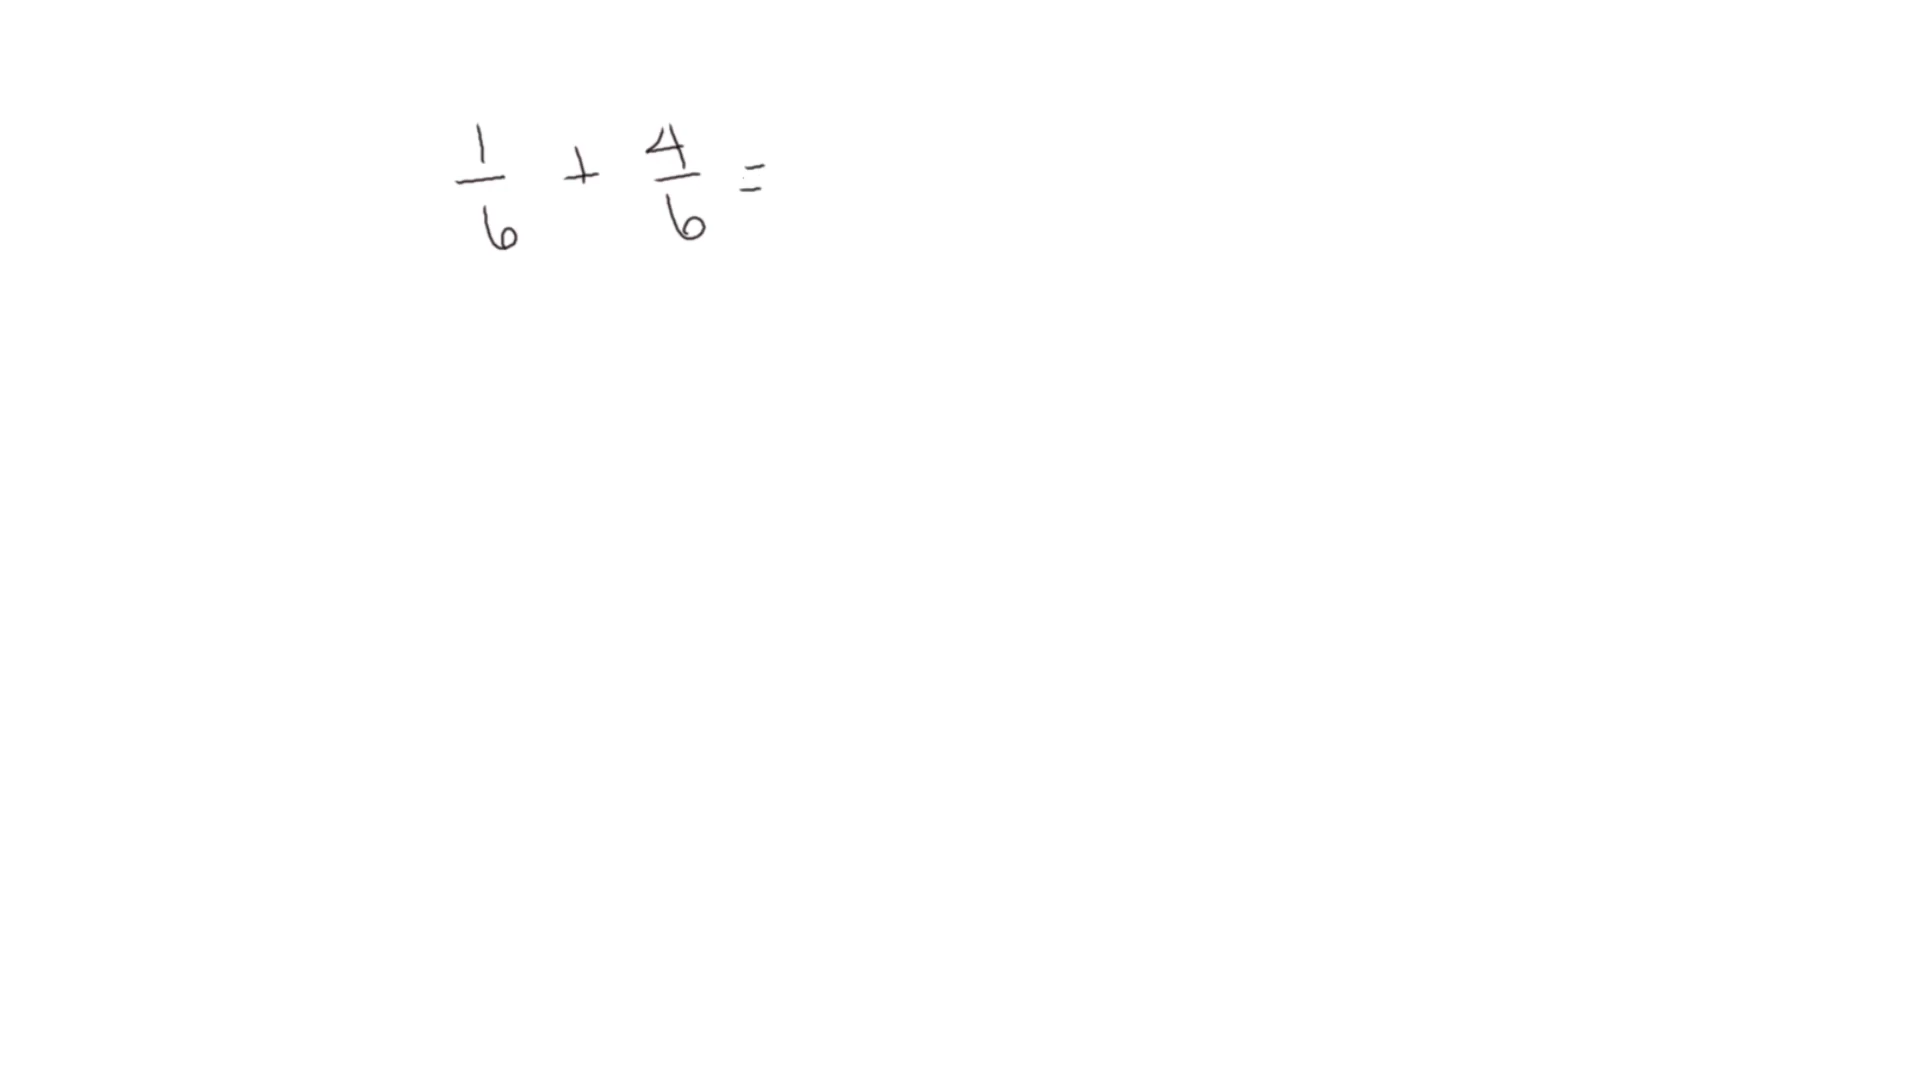 1/6 + 4/6 =